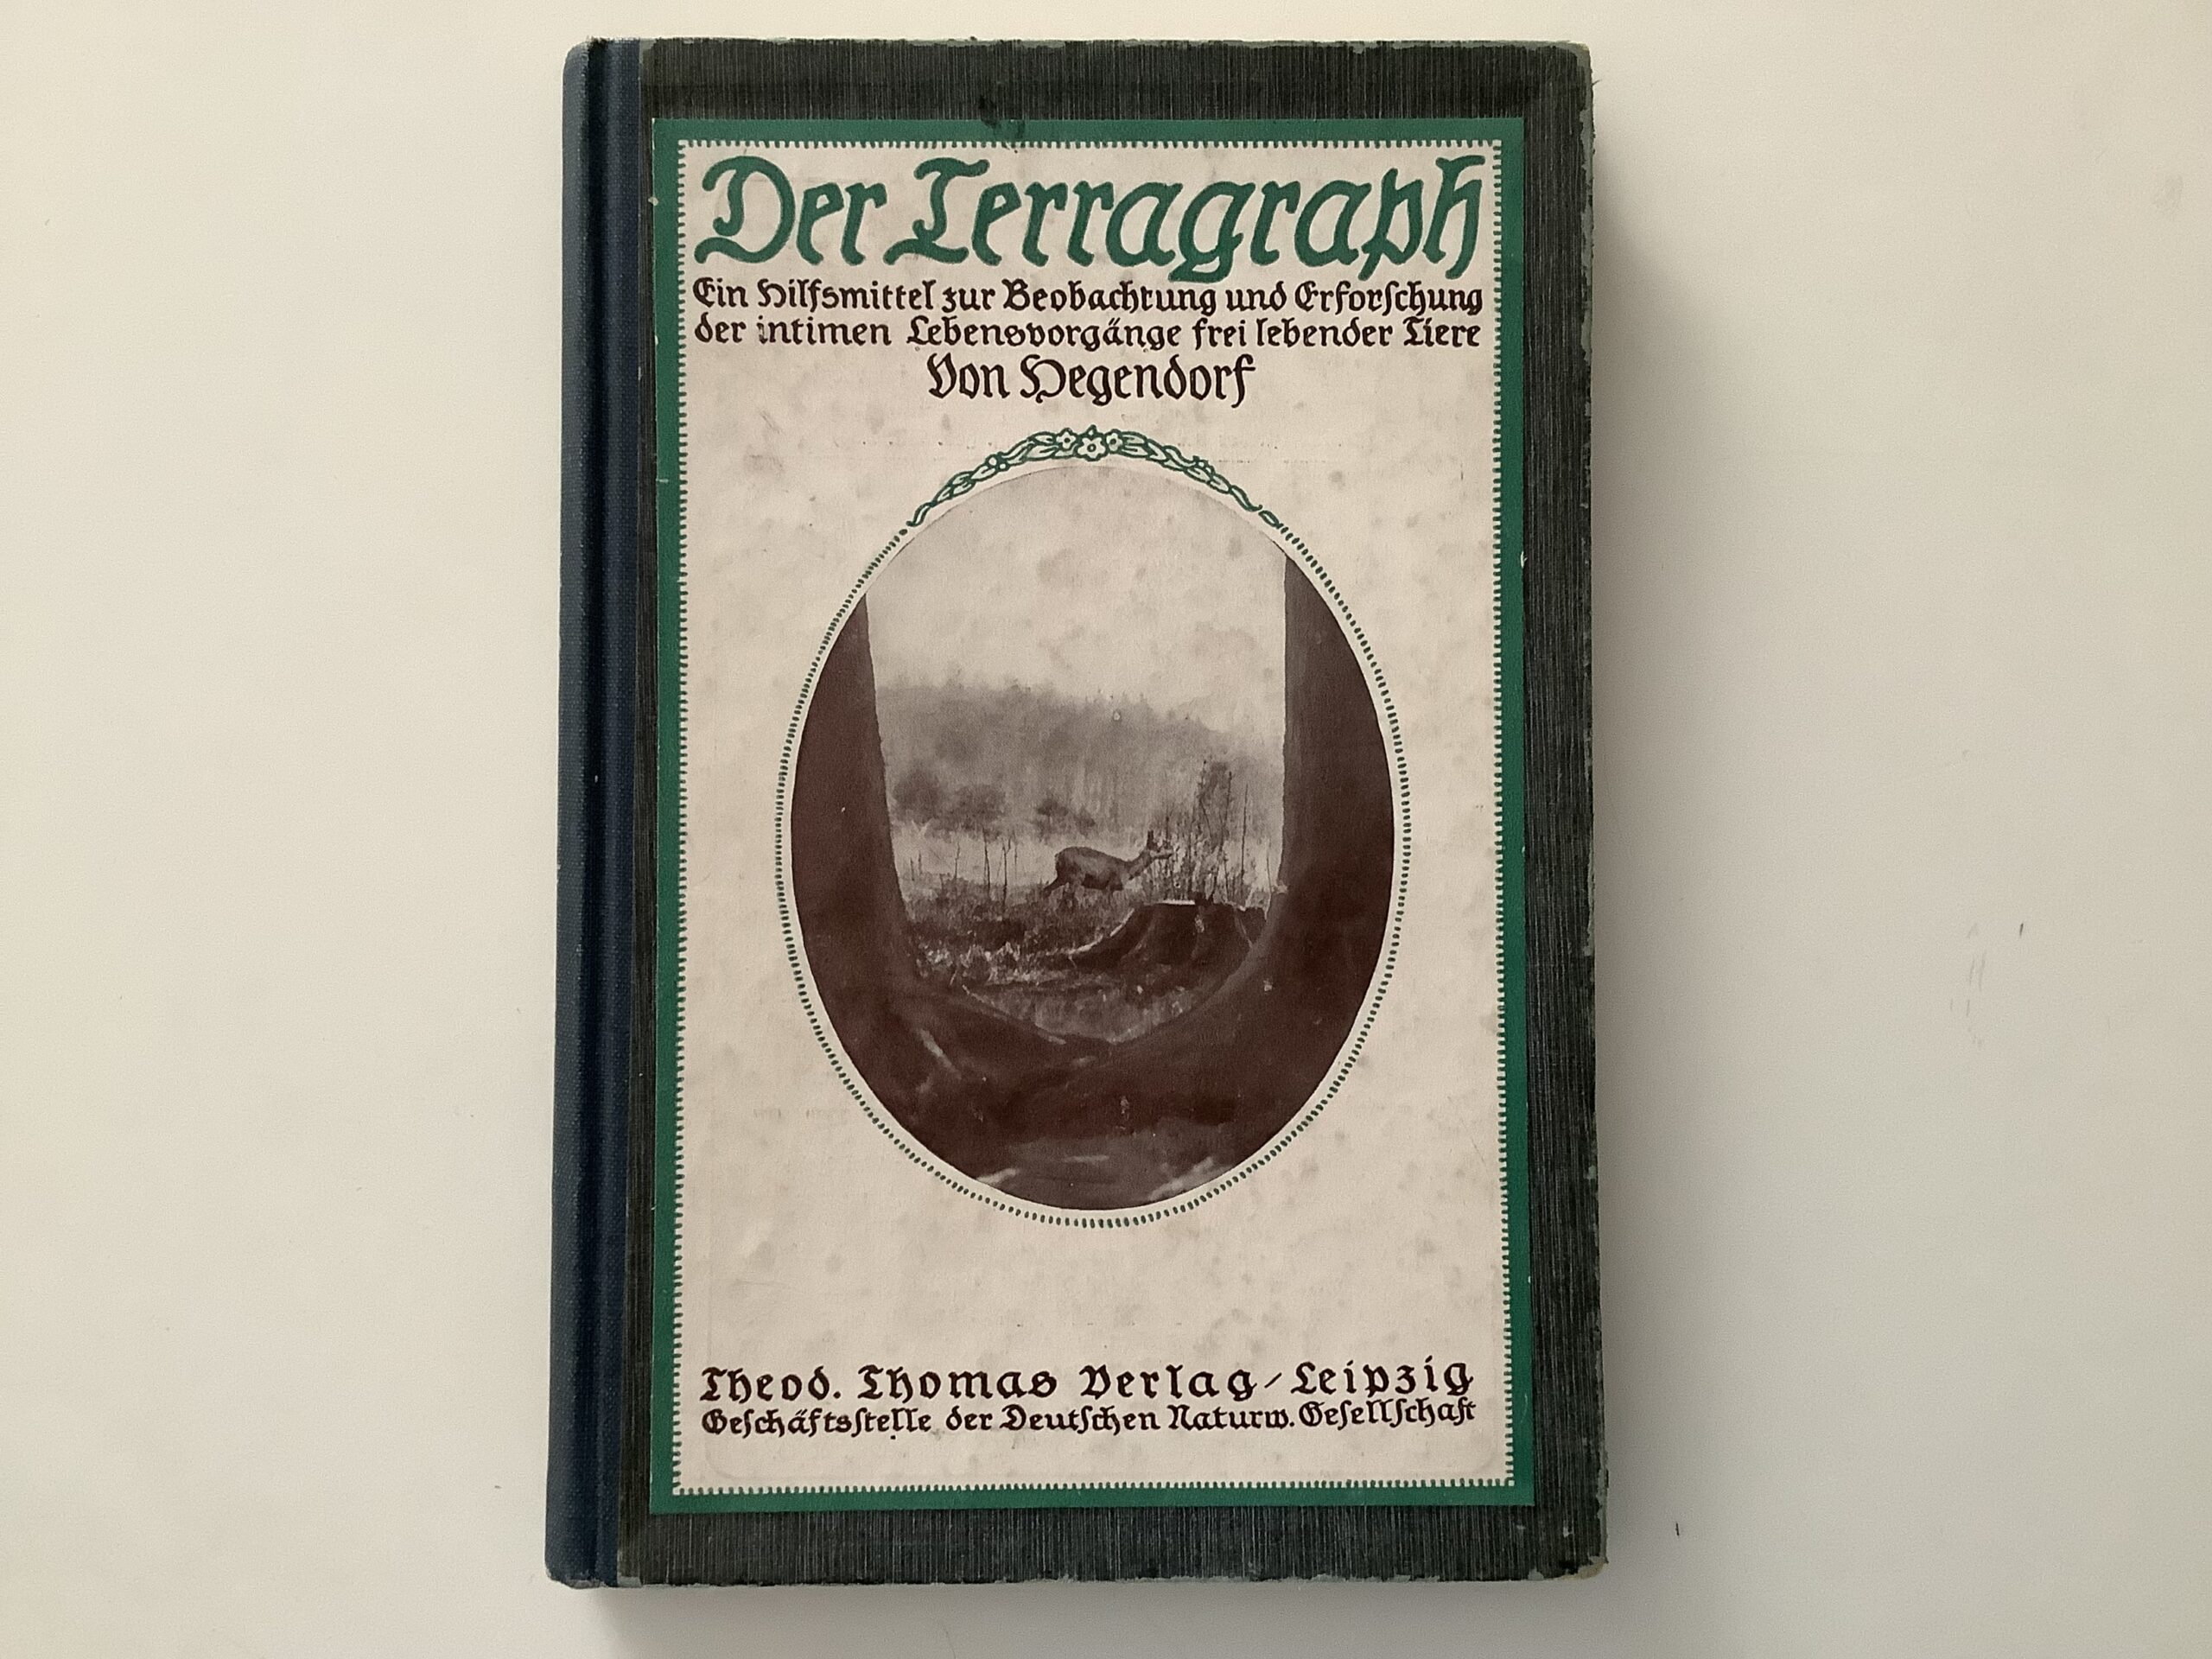 Der Terragraph
Ein Hilfsmittel zur Beobachtung und Erforſchung
der intimen Lebensvorgänge frei lebender Tiere
Von Hegendorf
Theod. Thomas Verlag-Leipzig
Geſchäftsſtelle der Deutſchen Naturw. Geſellſchaft